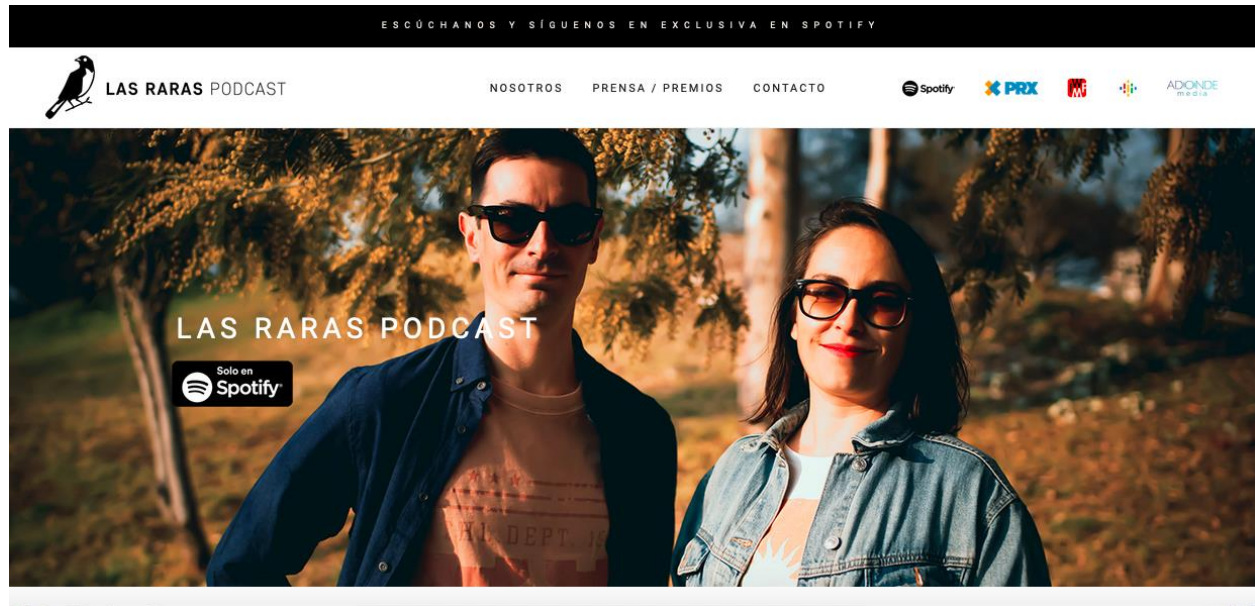 ESCÚCHANOS Y SÍGUENOS EN EXCLUSIVA EN SPOTIFY
LAS RARAS PODCAST
NOSOTROS PRENSA / PREMIOS CONTACTO
Spotify
PRX
ADONDE
media
LAS RARAS PODCAST
Solo en
Spotify